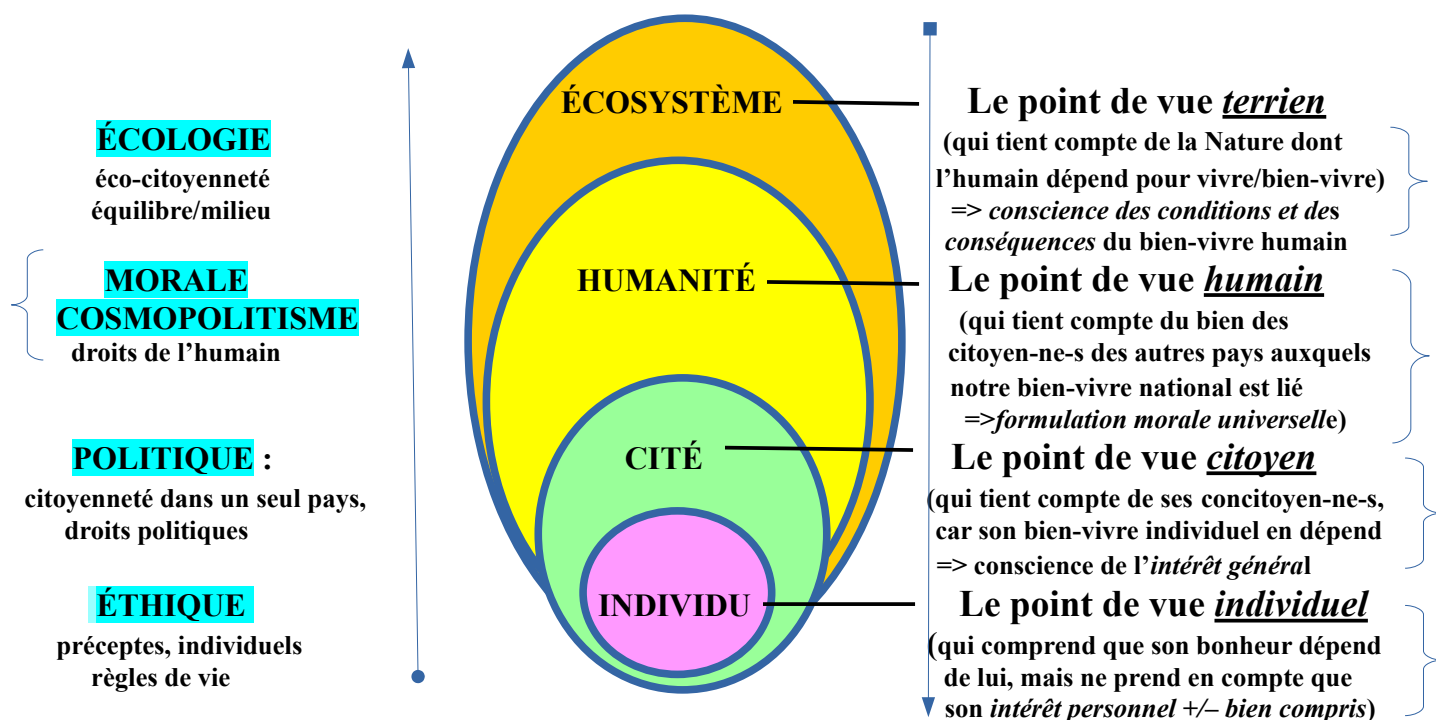 ÉCOLOGIE
éco-citoyenneté
équilibre/milieu
MORALE
COSMOPOLITISME
droits de l’humain
POLITIQUE :
citoyenneté dans un seul pays,
droits politiques
ÉTHIQUE
préceptes, individuels
règles de vie
ÉCOSYSTÈME
HUMANITÉ
CITÉ
INDIVIDU
Le point de vue terrien
(qui tient compte de la Nature dont
l’humain dépend pour vivre/bien-vivre)
=> conscience des conditions et des
conséquences du bien-vivre humain
Le point de vue humain
(qui tient compte du bien des
citoyen-ne-s des autres pays auxquels
notre bien-vivre national est lié
=>formulation morale universelle)
Le point de vue citoyen
(qui tient compte de ses concitoyen-ne-s,
car son bien-vivre individuel en dépend
=> conscience de l’intérêt général
Le point de vue individuel
(qui comprend que son bonheur dépend
de lui, mais ne prend en compte que
son intérêt personnel +/– bien compris)